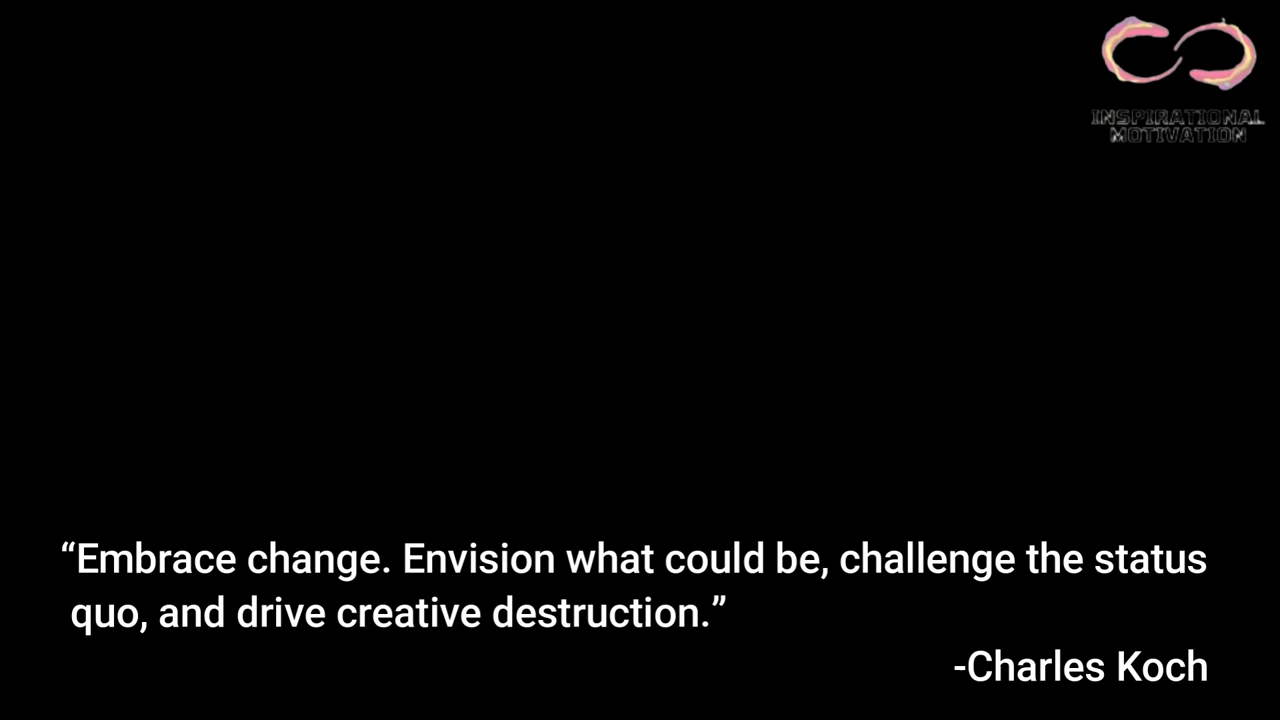 INSPIRATIONAL
MOTIVATION
“Embrace change. Envision what could be, challenge the status
quo, and drive creative destruction.”
-Charles Koch